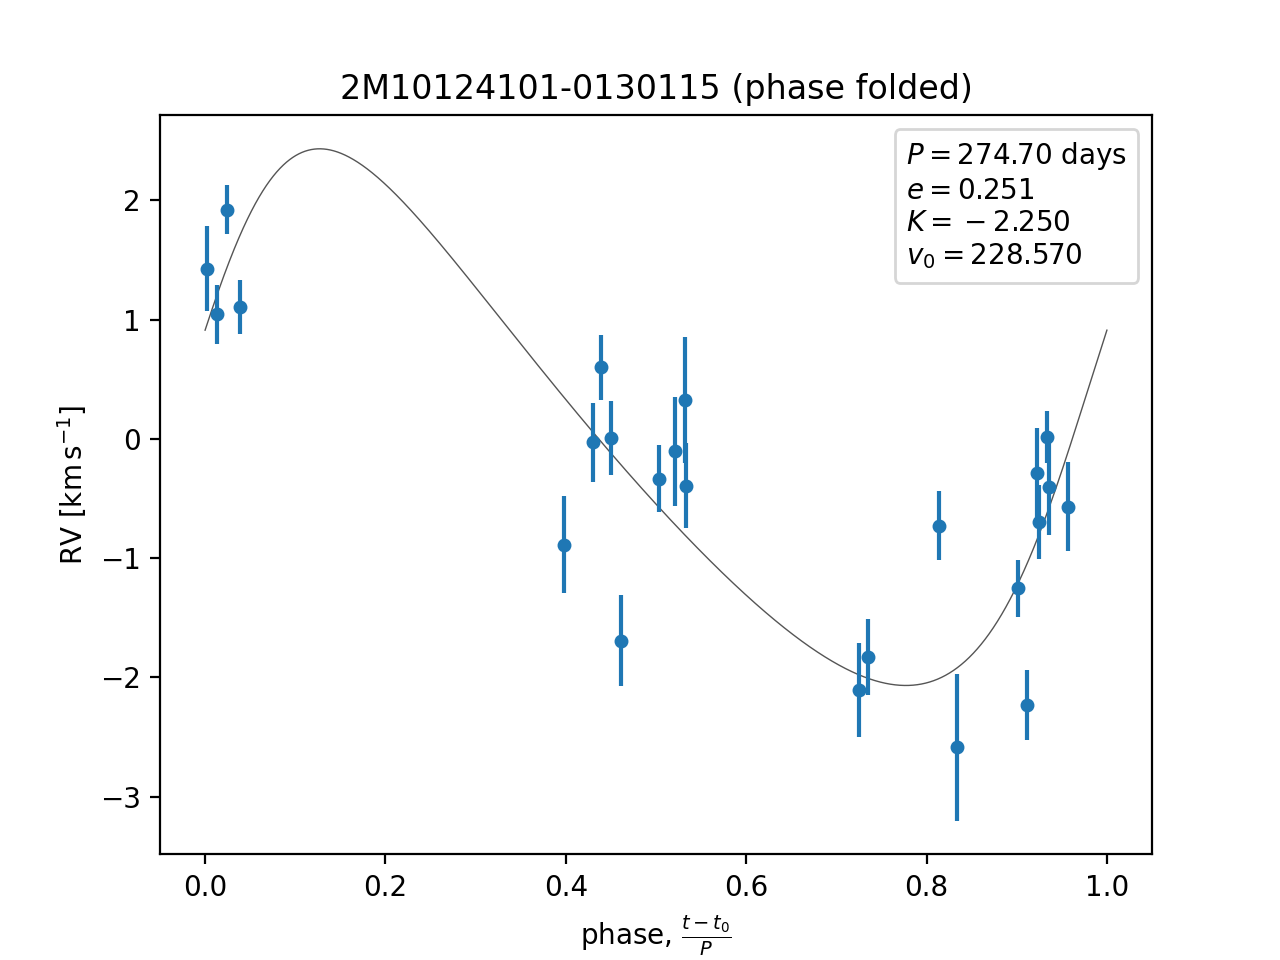 2M10124101-0130115 (phase folded)
P = 274.70 days
e = 0.251
K = −2.250
v₀ = 228.570
RV [km s⁻¹]
2
1
0
−1
−2
−3
0.0 0.2 0.4 0.6 0.8 1.0
phase, (t − t₀)/P